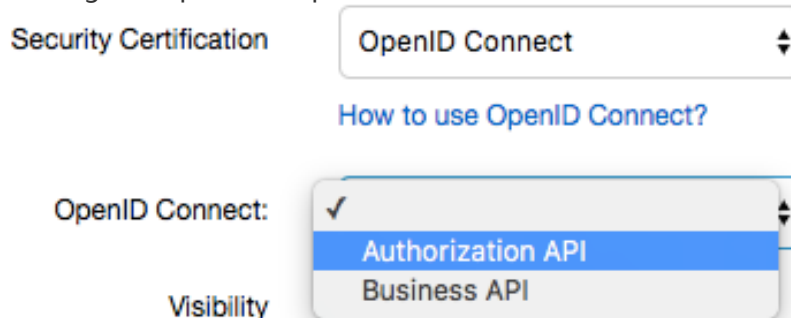 Security Certification
OpenID Connect
How to use OpenID Connect?
OpenID Connect:
✓
Authorization API
Business API
Visibility